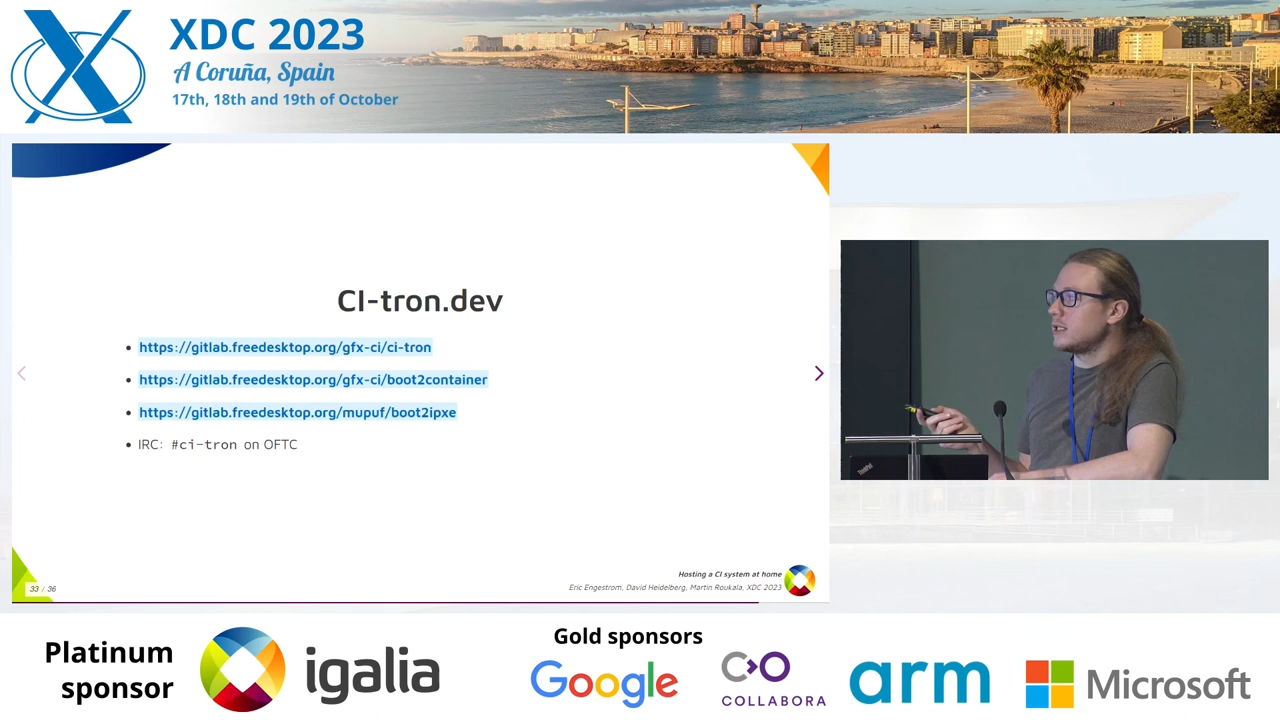 XDC 2023
A Coruña, Spain
17th, 18th and 19th of October
CI-tron.dev
https://gitlab.freedesktop.org/gfx-ci/ci-tron
https://gitlab.freedesktop.org/gfx-ci/boot2container
https://gitlab.freedesktop.org/mupuf/boot2ipxe
IRC: #ci-tron on OFTC
Hosting a CI system at home
Eric Engestrom, David Heidelberg, Martin Roukala, XDC 2023
33 / 36
ThinkPad
Platinum
sponsor
igalia
Gold sponsors
Google
COLLABORA
arm
Microsoft